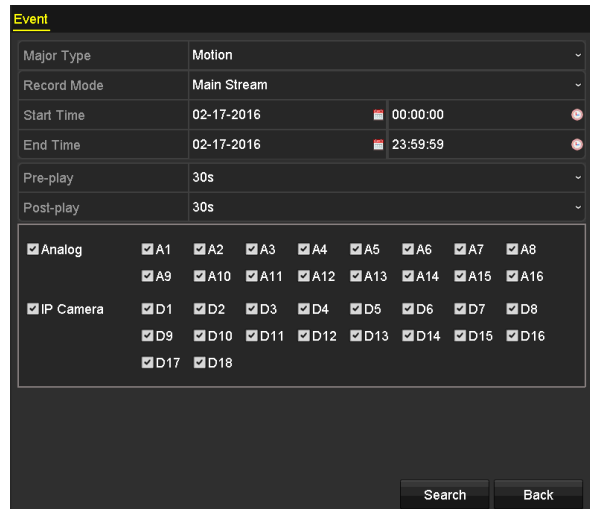 Event
Major Type Motion
Record Mode Main Stream
Start Time 02-17-2016 00:00:00
End Time 02-17-2016 23:59:59
Pre-play 30s
Post-play 30s
Analog A1 A2 A3 A4 A5 A6 A7 A8
A9 A10 A11 A12 A13 A14 A15 A16
IP Camera D1 D2 D3 D4 D5 D6 D7 D8
D9 D10 D11 D12 D13 D14 D15 D16
D17 D18
Search Back